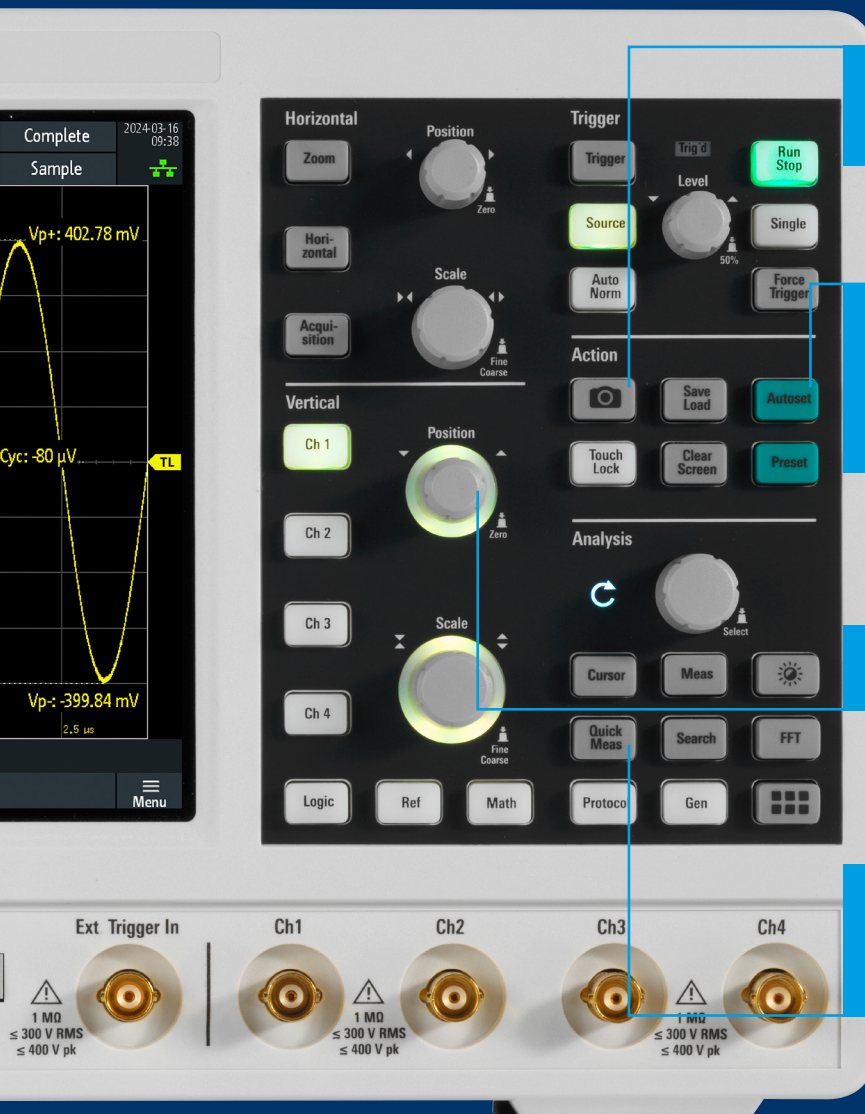 Complete
2024-03-16
09:38
Sample
Vp+: 402.78 mV
Cyc: -80 µV
TL
Vp-: -399.84 mV
2.5 µs
Menu
Horizontal
Zoom
Position
Zero
Hori-
zontal
Scale
Acqui-
sition
Fine
Coarse
Trigger
Trigger
Trig'd
Run
Stop
Level
Source
Single
50%
Auto
Norm
Force
Trigger
Action
Save
Load
Autoset
Touch
Lock
Clear
Screen
Preset
Vertical
Ch 1
Position
Zero
Ch 2
Ch 3
Scale
Ch 4
Fine
Coarse
Logic
Ref
Math
Analysis
Select
Cursor
Meas
Quick
Meas
Search
FFT
Protocol
Gen
Ext Trigger In
Ch1
Ch2
Ch3
Ch4
1 MΩ
≤ 300 V RMS
≤ 400 V pk
1 MΩ
≤ 300 V RMS
≤ 400 V pk
1 MΩ
≤ 300 V RMS
≤ 400 V pk